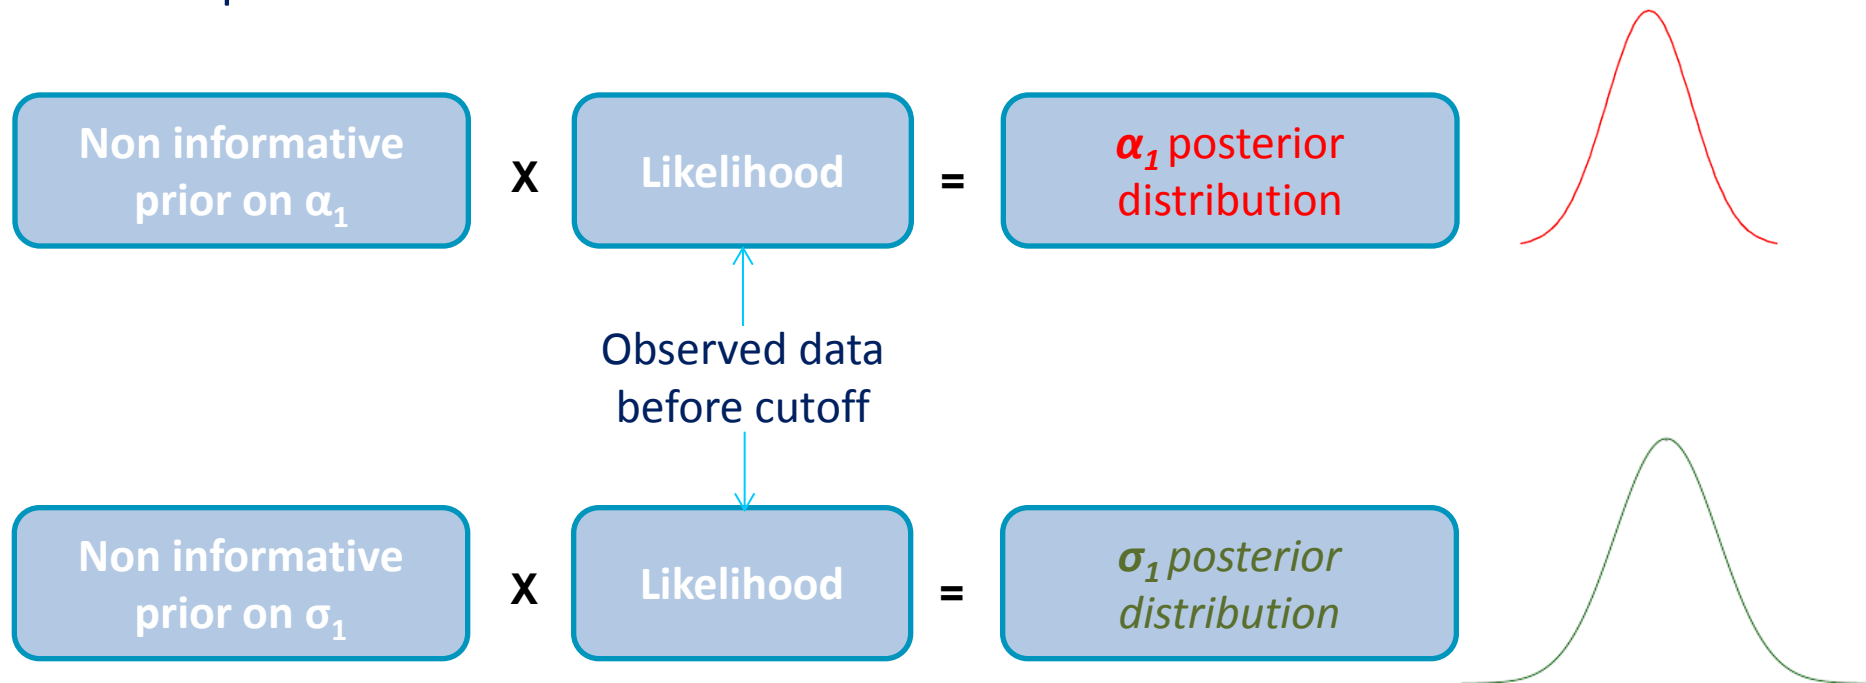 Non informative
prior on α₁
X
Likelihood
=
α₁ posterior
distribution
Observed data
before cutoff
Non informative
prior on σ₁
X
Likelihood
=
σ₁ posterior
distribution